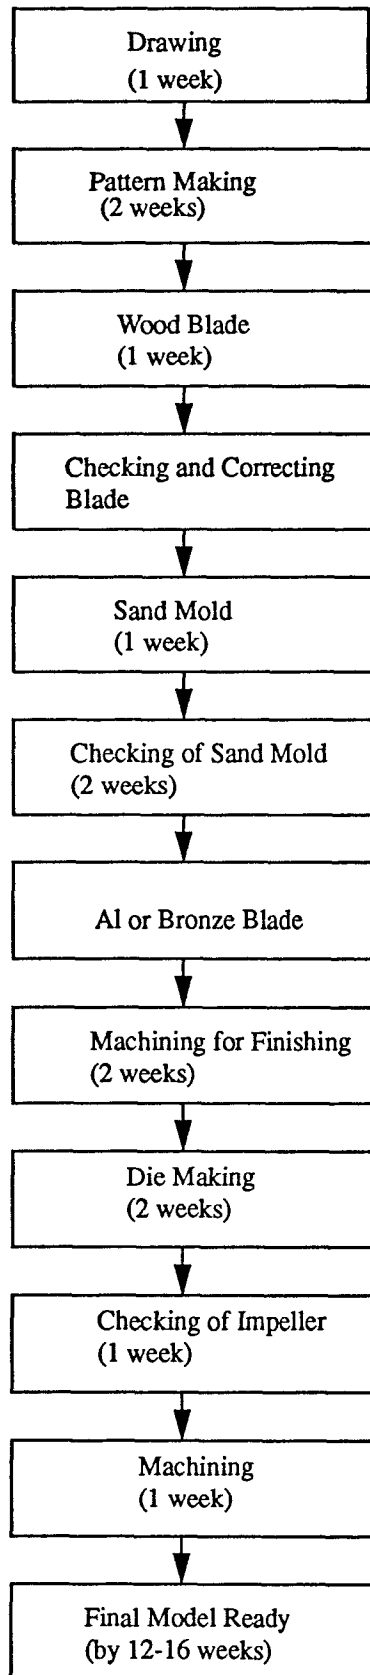 Drawing
(1 week)
Pattern Making
(2 weeks)
Wood Blade
(1 week)
Checking and Correcting
Blade
Sand Mold
(1 week)
Checking of Sand Mold
(2 weeks)
Al or Bronze Blade
Machining for Finishing
(2 weeks)
Die Making
(2 weeks)
Checking of Impeller
(1 week)
Machining
(1 week)
Final Model Ready
(by 12-16 weeks)